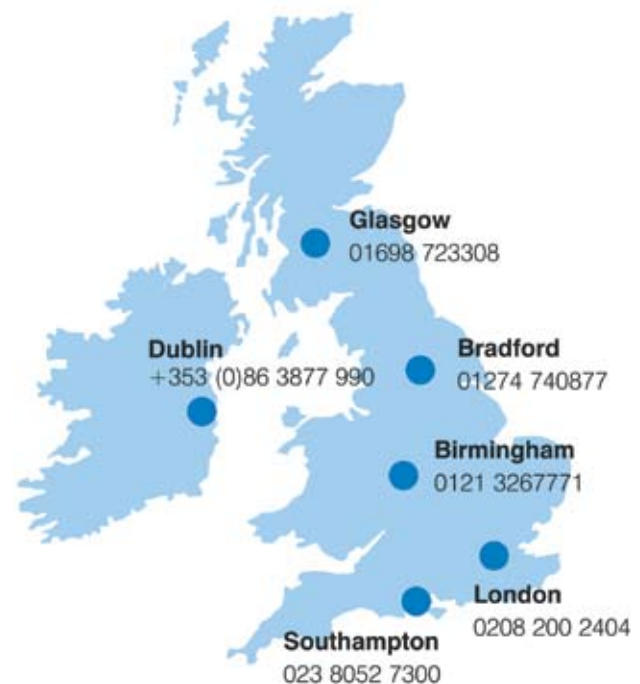 Glasgow
01698 723308
Dublin
+353 (0)86 3877 990
Bradford
01274 740877
Birmingham
0121 3267771
London
0208 200 2404
Southampton
023 8052 7300